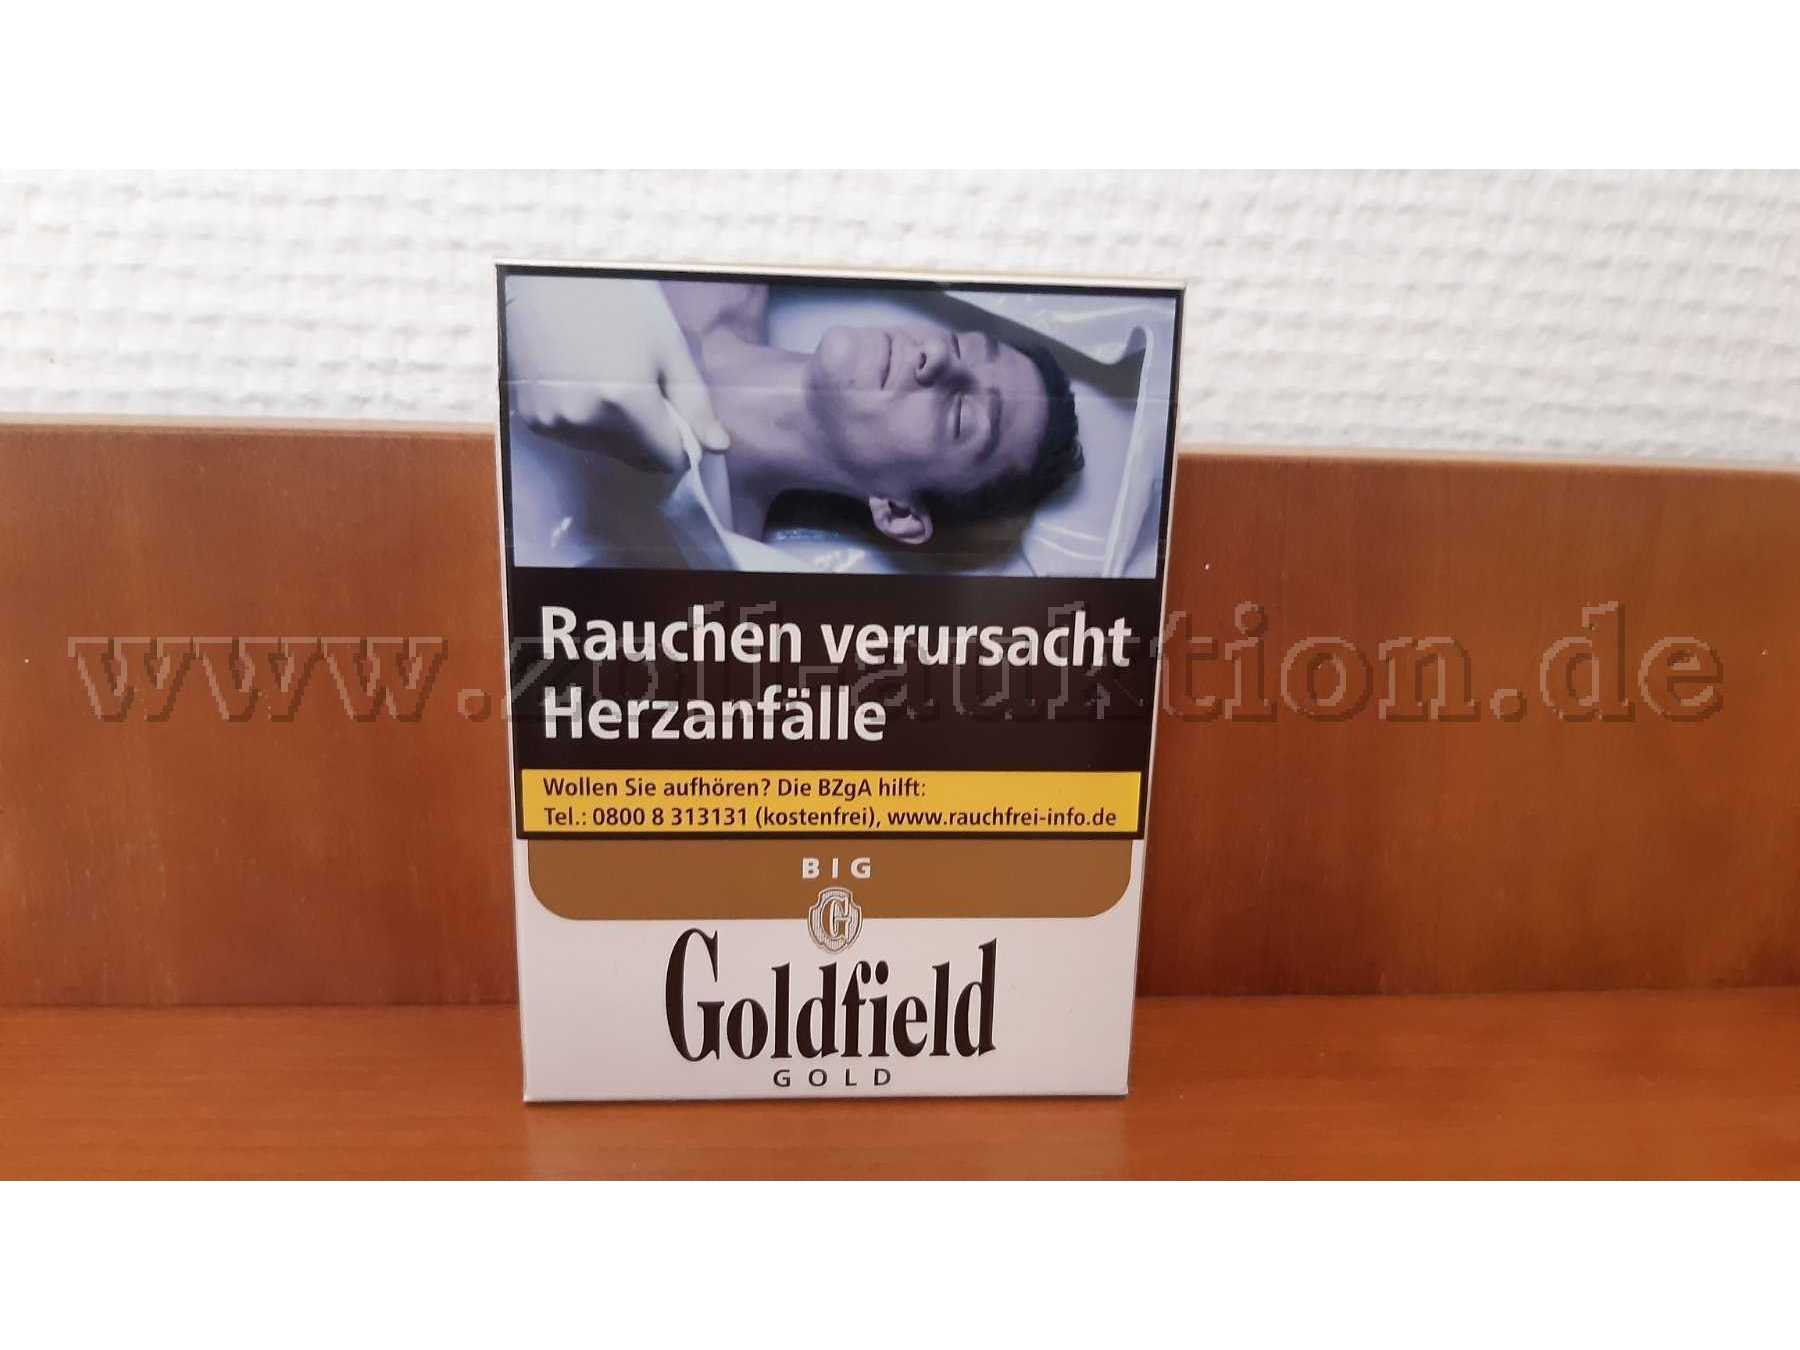 Rauchen verursacht
Herzanfälle
www.zoll-auktion.de
Wollen Sie aufhören? Die BZgA hilft:
Tel.: 0800 8 313131 (kostenfrei), www.rauchfrei-info.de
BIG
G
Goldfield
GOLD